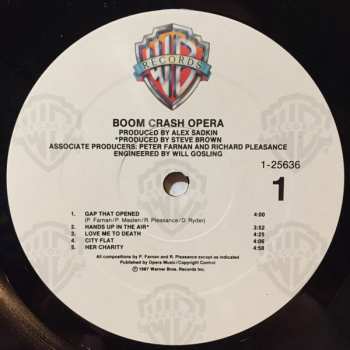 WB
RECORDS
BOOM CRASH OPERA
PRODUCED BY ALEX SADKIN
*PRODUCED BY STEVE BROWN
ASSOCIATE PRODUCERS: PETER FARNAN AND RICHARD PLEASANCE
ENGINEERED BY WILL GOSLING
1-25636
1
1. GAP THAT OPENED 4:00
(P. Farnan/P. Maslen/R. Pleasance/D. Ryder)
2. HANDS UP IN THE AIR* 3:52
3. LOVE ME TO DEATH 4:25
4. CITY FLAT 4:06
5. HER CHARITY 4:58
All compositions by P. Farnan and R. Pleasance except as indicated
Published by Opera Music/Copyright Control
℗ 1987 Warner Bros. Records Inc.